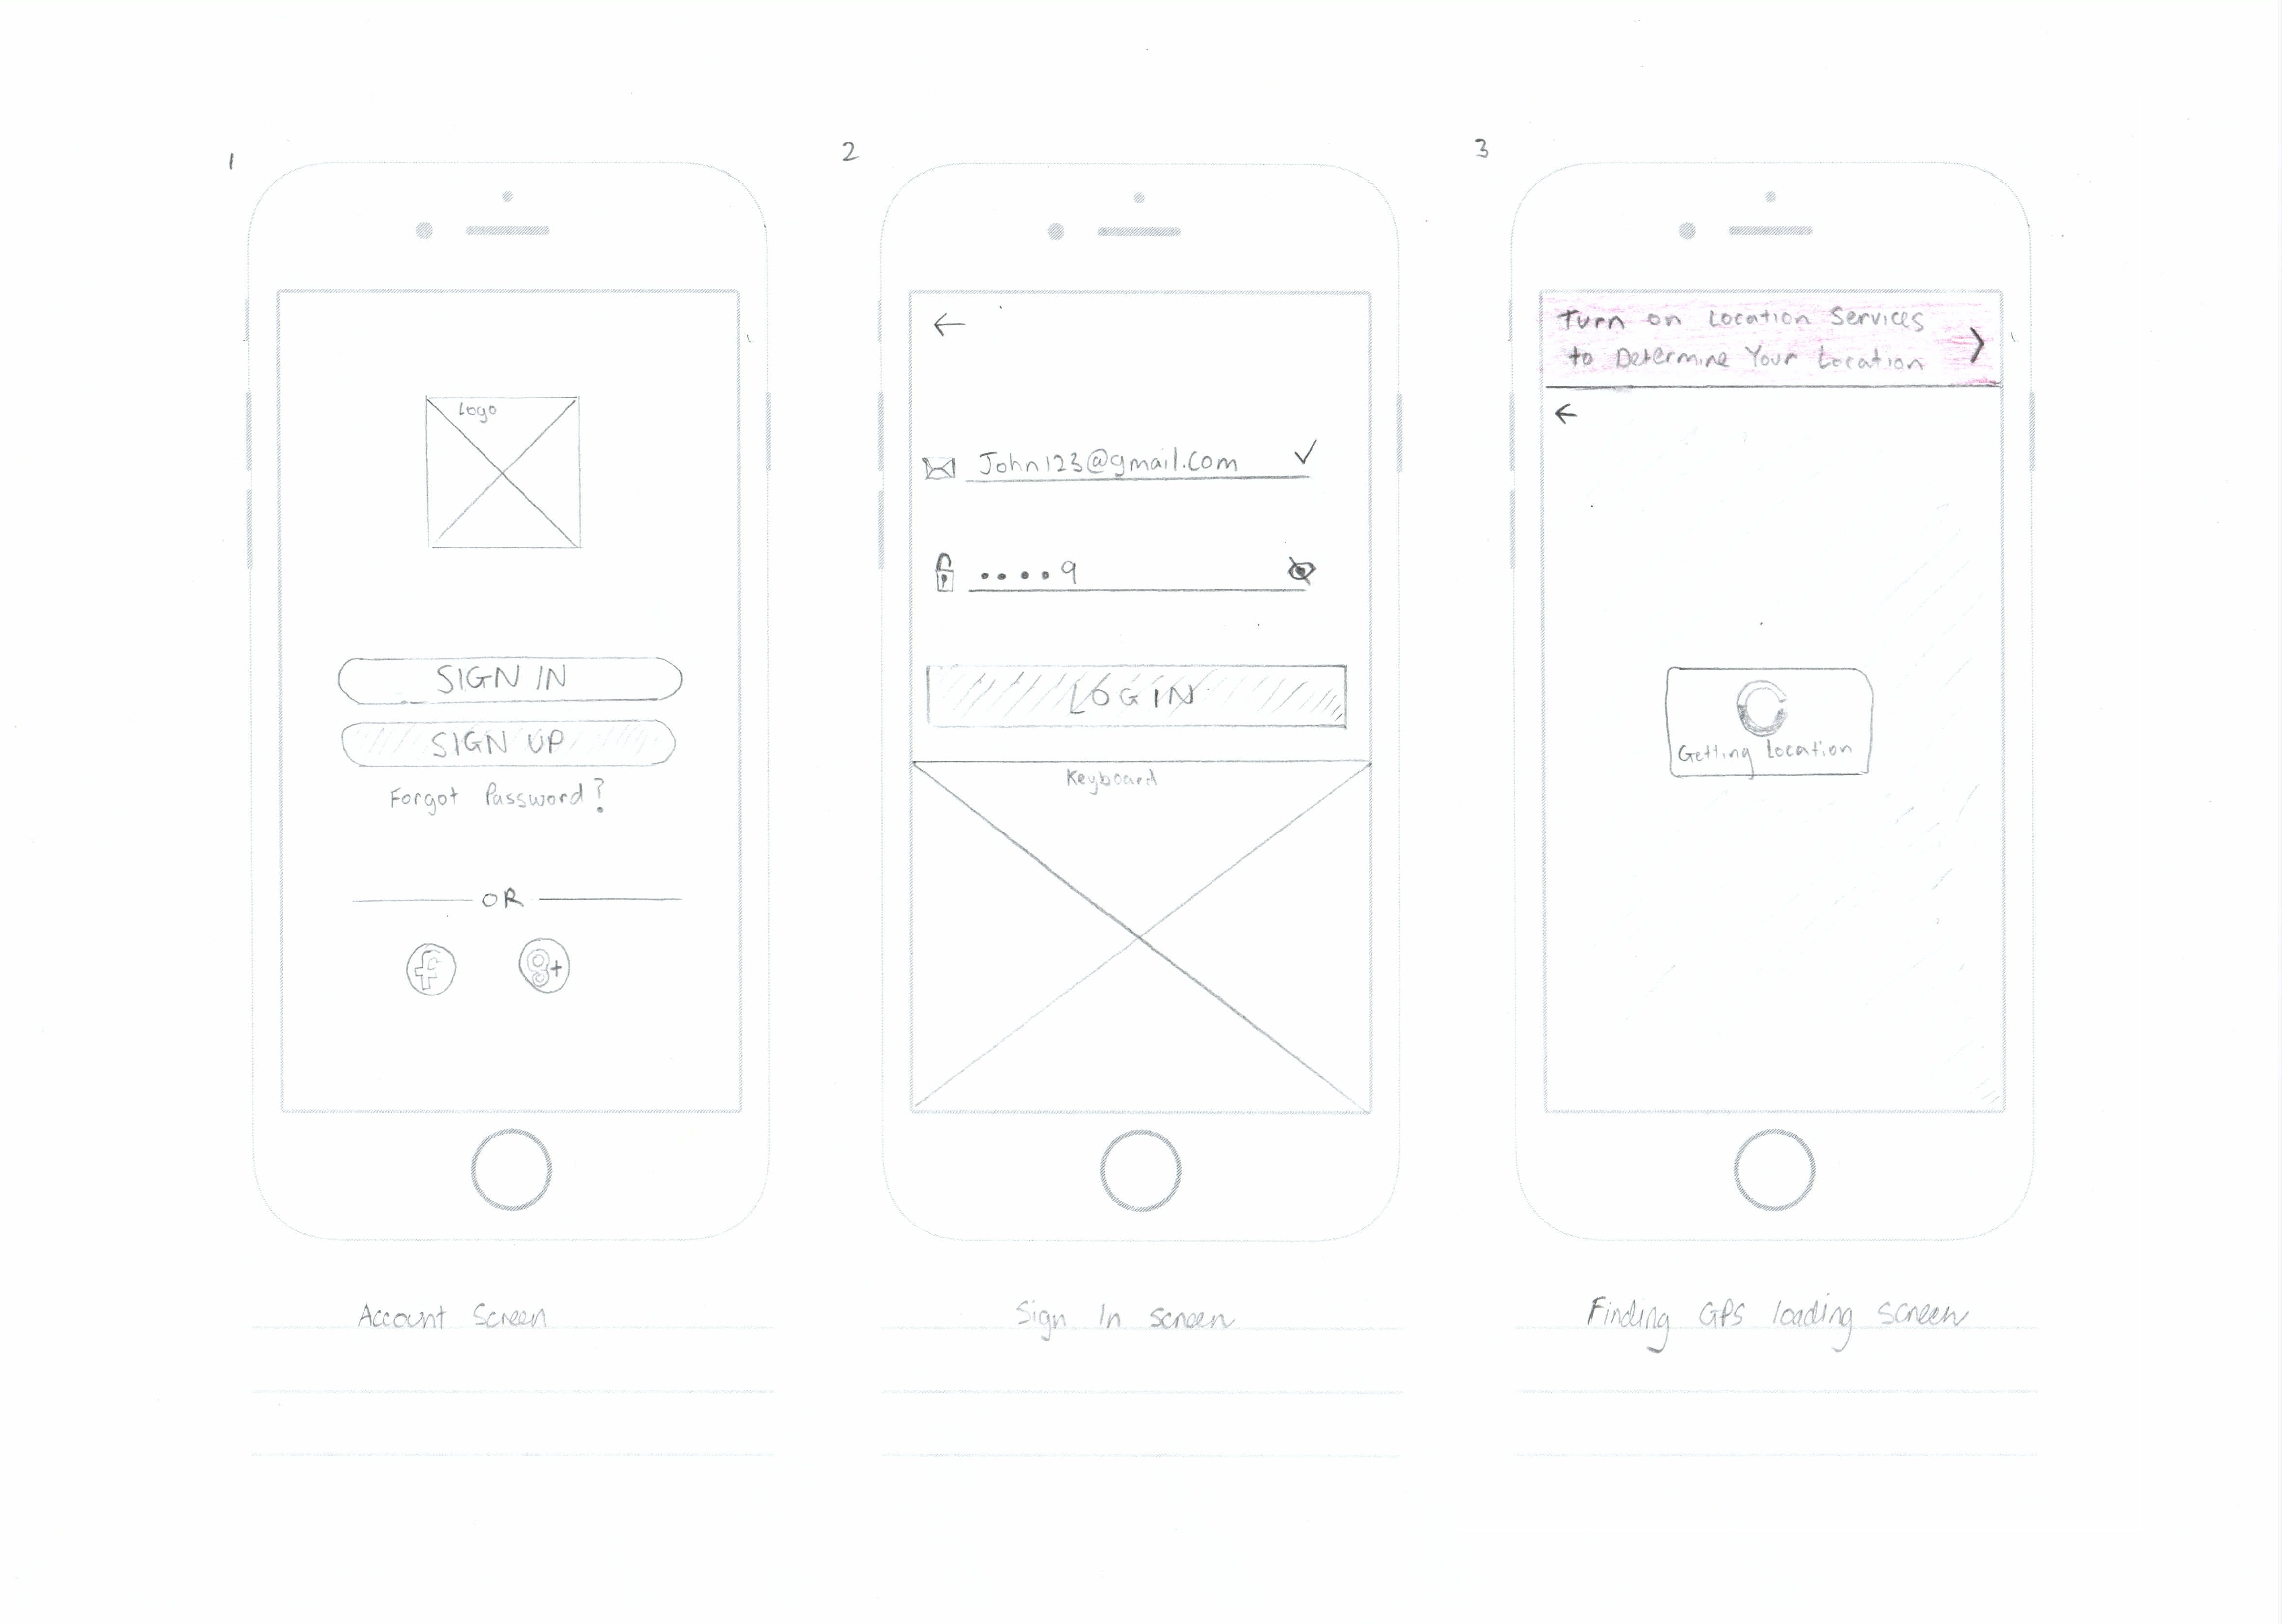 1
Logo
SIGN IN
SIGN UP
Forgot Password?
OR
f
g+
Account Screen
2
John123@gmail.com
....9
LOGIN
Keyboard
Sign In screen
3
Turn on Location Services
to Determine Your Location
Getting Location
Finding GPS loading screen